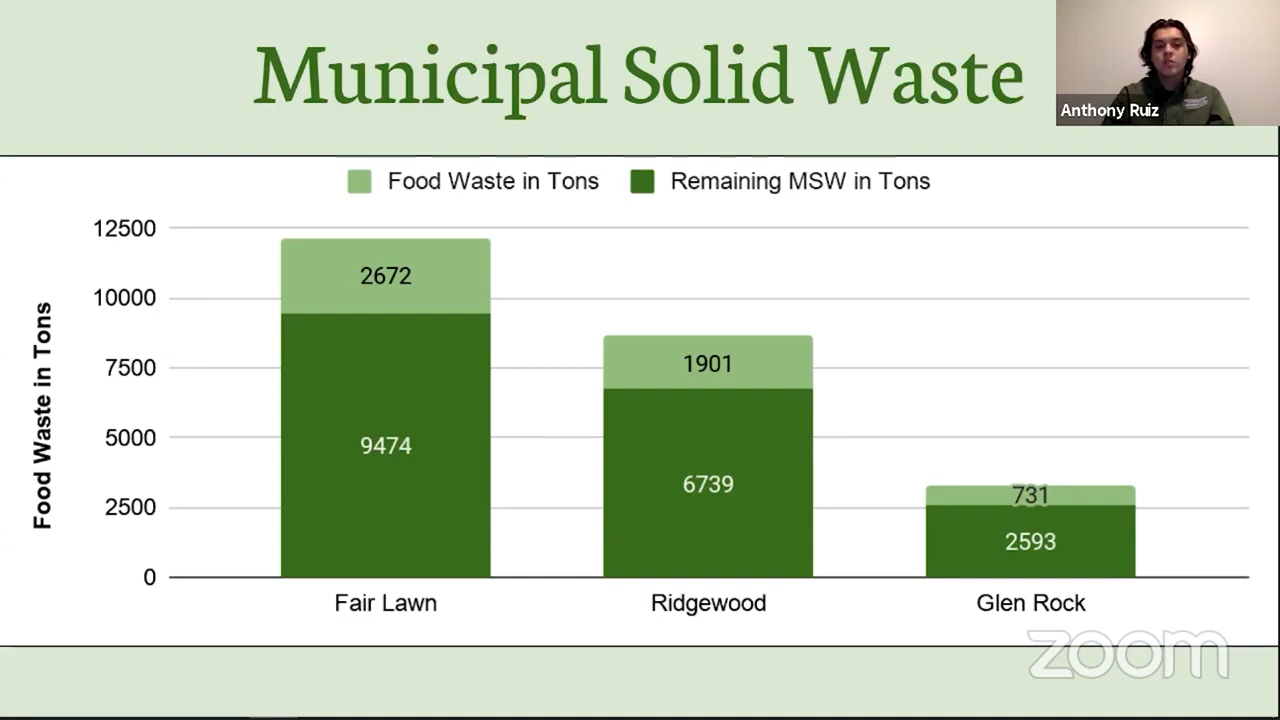 Municipal Solid Waste
Anthony Ruiz
Food Waste in Tons
Remaining MSW in Tons
Food Waste in Tons
12500
10000
7500
5000
2500
0
2672
9474
1901
6739
731
2593
Fair Lawn
Ridgewood
Glen Rock
zoom